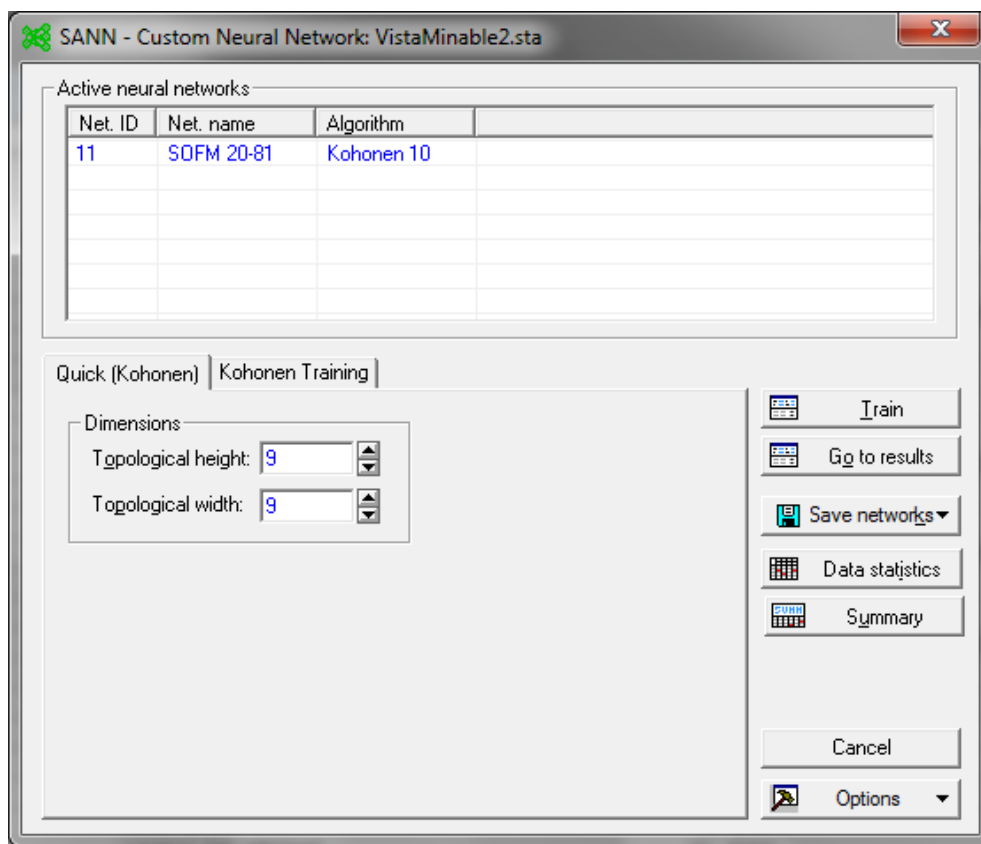 SANN - Custom Neural Network: VistaMinable2.sta
Active neural networks
Net. ID Net. name Algorithm
11 SOFM 20-81 Kohonen 10
Quick (Kohonen) Kohonen Training
Dimensions
Topological height: 9
Topological width: 9
Train
Go to results
Save networks
Data statistics
Summary
Cancel
Options